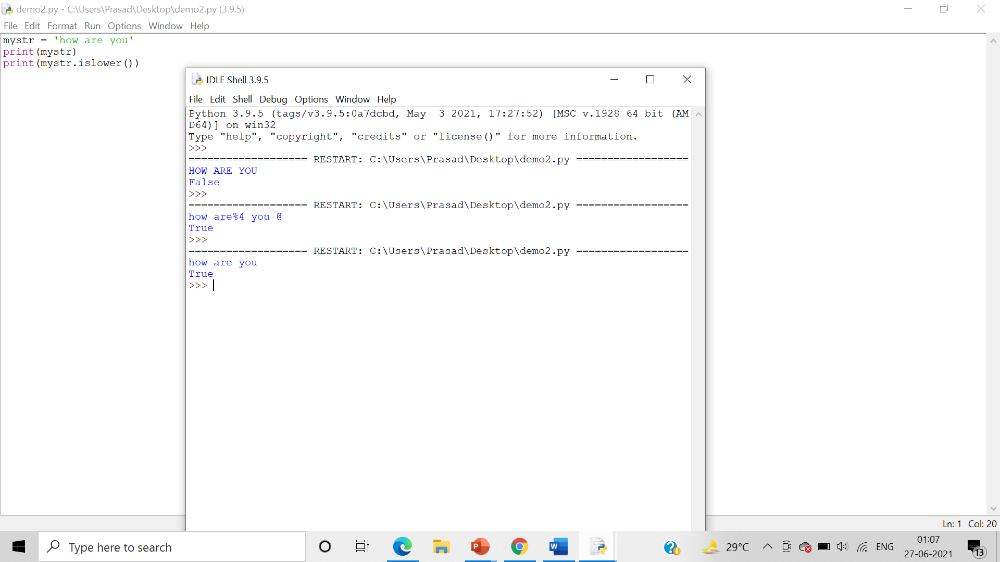 demo2.py - C:\Users\Prasad\Desktop\demo2.py (3.9.5)
File Edit Format Run Options Window Help
mystr = 'how are you'
print(mystr)
print(mystr.islower())
IDLE Shell 3.9.5
File Edit Shell Debug Options Window Help
Python 3.9.5 (tags/v3.9.5:0a7dcbd, May  3 2021, 17:27:52) [MSC v.1928 64 bit (AM
D64)] on win32
Type "help", "copyright", "credits" or "license()" for more information.
>>>
=================== RESTART: C:\Users\Prasad\Desktop\demo2.py ==================
HOW ARE YOU
False
>>>
=================== RESTART: C:\Users\Prasad\Desktop\demo2.py ==================
how are%4 you @
True
>>>
=================== RESTART: C:\Users\Prasad\Desktop\demo2.py ==================
how are you
True
>>>
Ln: 1 Col: 20
Type here to search
P
W
29°C
ENG
01:07
27-06-2021
13